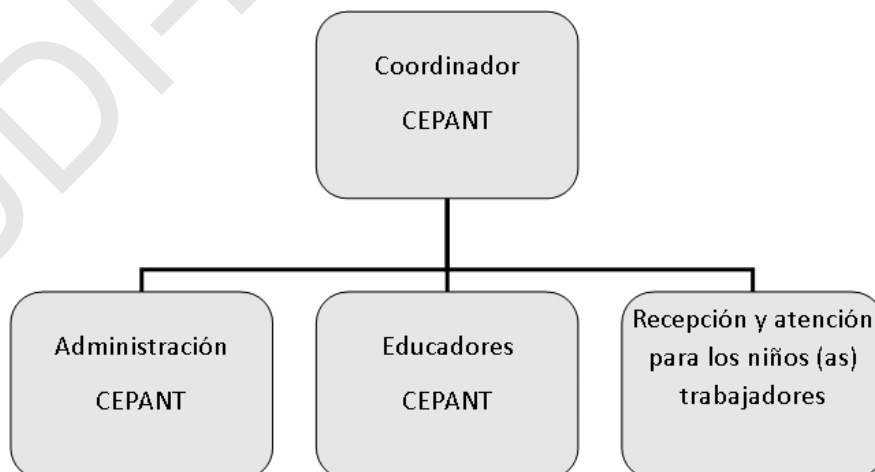 Coordinador
CEPANT
Administración
CEPANT
Educadores
CEPANT
Recepción y atención
para los niños (as)
trabajadores